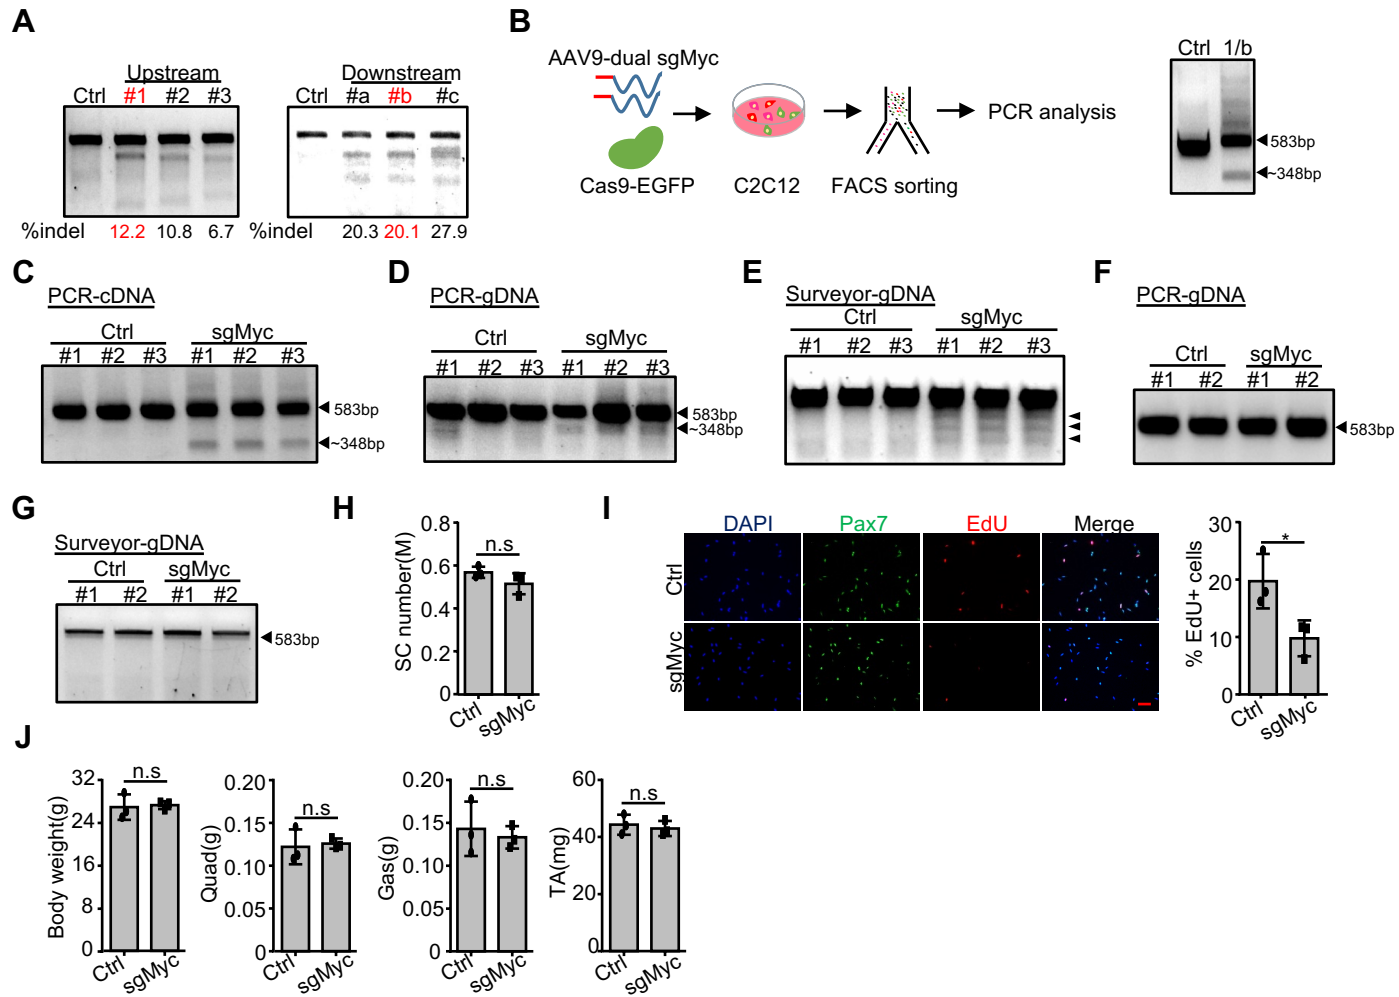 A
Upstream
Ctrl #1 #2 #3
%indel 12.2 10.8 6.7
Downstream
Ctrl #a #b #c
%indel 20.3 20.1 27.9
B
AAV9-dual sgMyc
Cas9-EGFP
C2C12
FACS sorting
PCR analysis
Ctrl 1/b
583bp
~348bp
C
PCR-cDNA
Ctrl sgMyc
#1 #2 #3 #1 #2 #3
583bp
~348bp
D
PCR-gDNA
Ctrl sgMyc
#1 #2 #3 #1 #2 #3
583bp
~348bp
E
Surveyor-gDNA
Ctrl sgMyc
#1 #2 #3 #1 #2 #3
F
PCR-gDNA
Ctrl sgMyc
#1 #2 #1 #2
583bp
G
Surveyor-gDNA
Ctrl sgMyc
#1 #2 #1 #2
583bp
H
SC number(M)
0.8
0.6
0.4
0.2
0
n.s
Ctrl
sgMyc
I
DAPI Pax7 EdU Merge
Ctrl
sgMyc
% EdU+ cells
30
20
10
0
*
Ctrl
sgMyc
J
Body weight(g)
32
24
16
8
0
n.s
Ctrl
sgMyc
Quad(g)
0.20
0.15
0.10
0.05
0
n.s
Ctrl
sgMyc
Gas(g)
0.20
0.15
0.10
0.05
0
n.s
Ctrl
sgMyc
TA(mg)
60
40
20
0
n.s
Ctrl
sgMyc